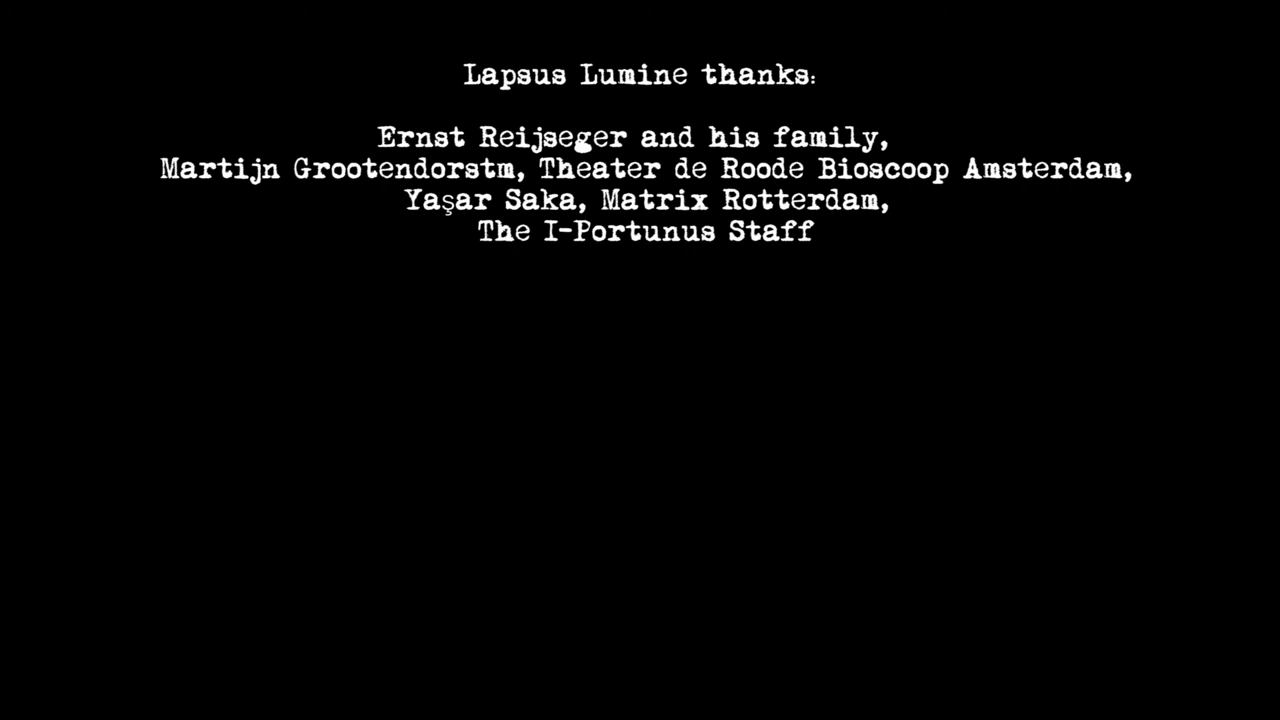 Lapsus Lumine thanks:
Ernst Reijseger and his family,
Martijn Grootendorstm, Theater de Roode Bioscoop Amsterdam,
Yaşar Saka, Matrix Rotterdam,
The I-Portunus Staff